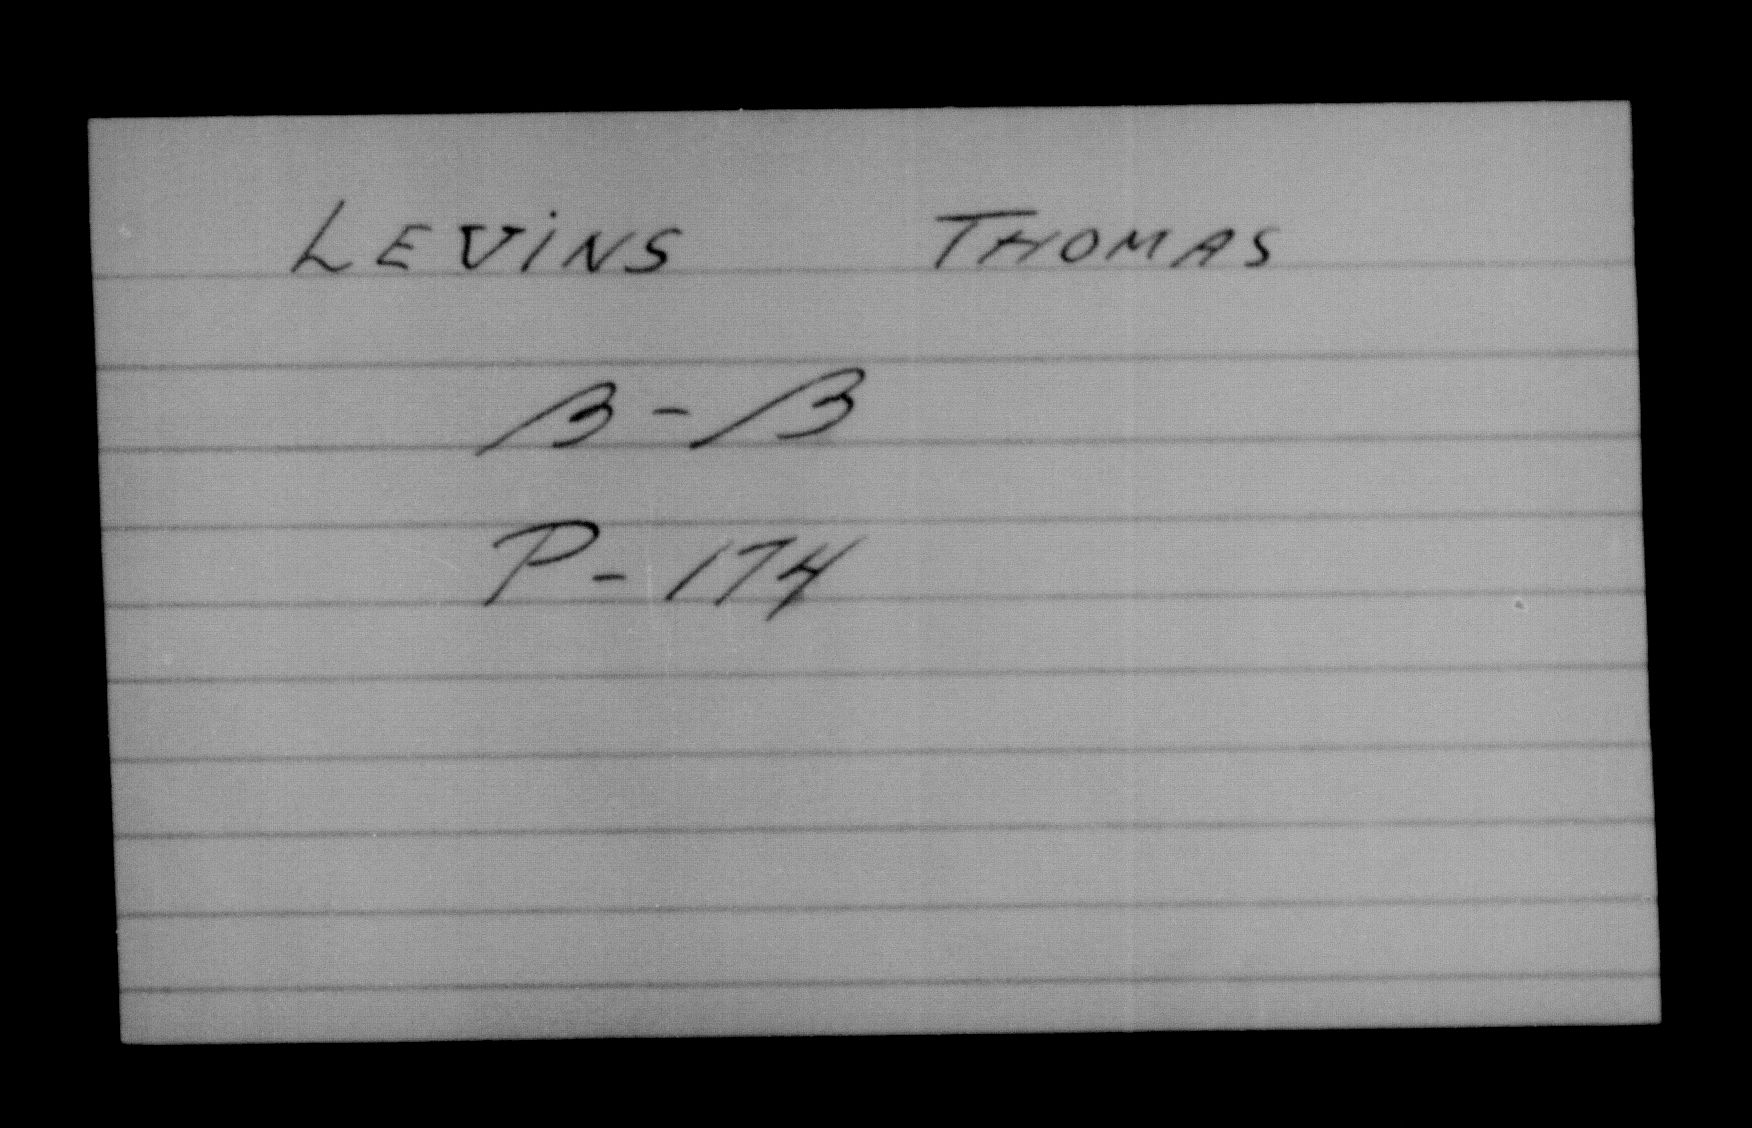 LEVINS THOMAS
B-B
P-174